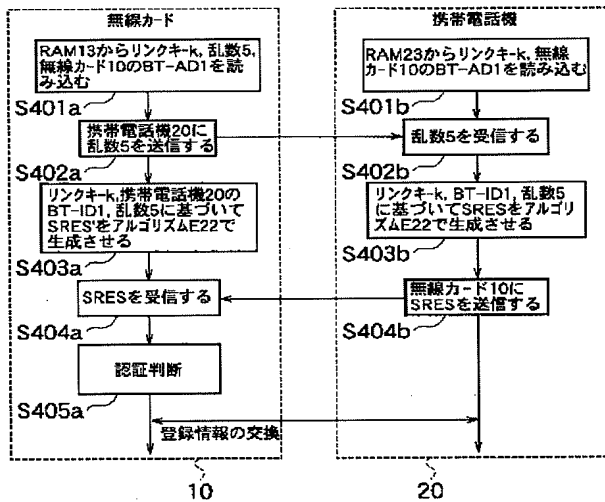 無線カード
RAM13からリンクキ-k, 乱数5,
無線カード10のBT-AD1を読
み込む
S401a
携帯電話機20に
乱数5を送信する
S402a
リンクキ-k,携帯電話機20の
BT-ID1, 乱数5に基づいて
SRES'をアルゴリズムE22で
生成させる
S403a
SRESを受信する
S404a
認証判断
S405a
登録情報の交換
10
携帯電話機
RAM23からリンクキ-k, 無線
カード10のBT-AD1を読み込む
S401b
乱数5を受信する
S402b
リンクキ-k, BT-ID1, 乱数5
に基づいてSRESをアルゴリ
ズムE22で生成させる
S403b
無線カード10に
SRESを送信する
S404b
20